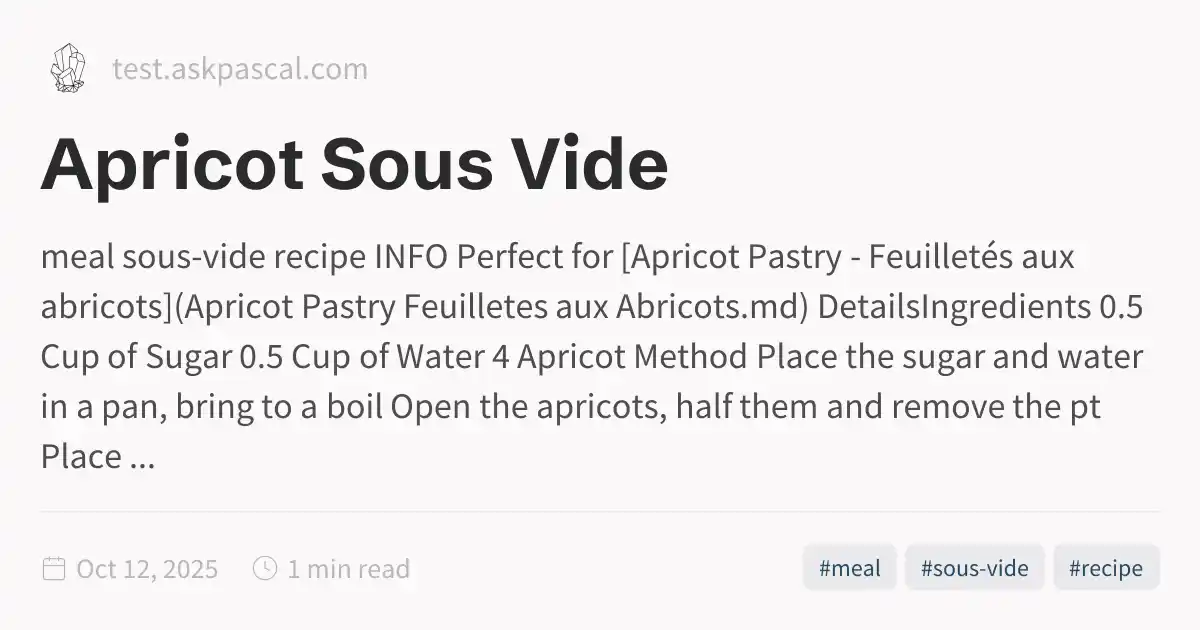 test.askpascal.com
Apricot Sous Vide
meal sous-vide recipe INFO Perfect for [Apricot Pastry - Feuilletés aux
abricots](Apricot Pastry Feuilletes aux Abricots.md) DetailsIngredients 0.5
Cup of Sugar 0.5 Cup of Water 4 Apricot Method Place the sugar and water
in a pan, bring to a boil Open the apricots, half them and remove the pt
Place ...
Oct 12, 2025 1 min read #meal #sous-vide #recipe